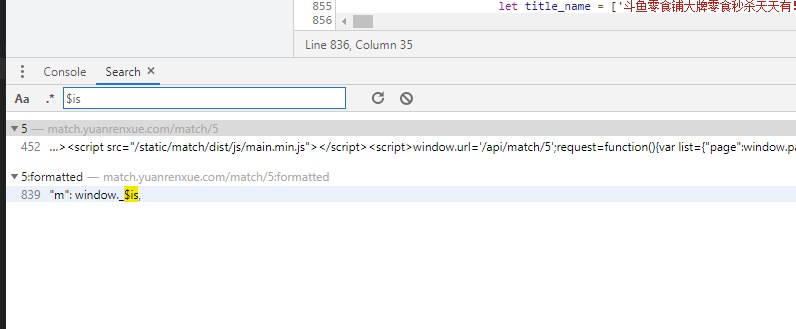 855 let title_name = ['斗鱼零食铺大牌零食秒杀天天有!
856
Line 836, Column 35
Console Search ×
Aa .* $is
5 — match.yuanrenxue.com/match/5
452 ...><script src="/static/match/dist/js/main.min.js"></script><script>window.url='/api/match/5';request=function(){var list={"page":window.pa
5:formatted — match.yuanrenxue.com/match/5:formatted
839 "m": window._$is,